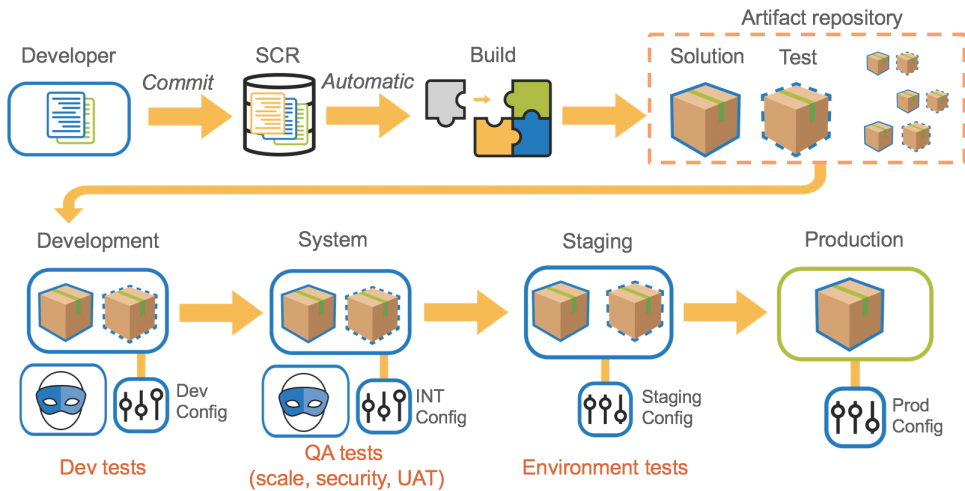 Artifact repository
Developer
SCR
Build
Solution
Test
Commit
Automatic
Development
System
Staging
Production
Dev
Config
INT
Config
Staging
Config
Prod
Config
Dev tests
QA tests
(scale, security, UAT)
Environment tests